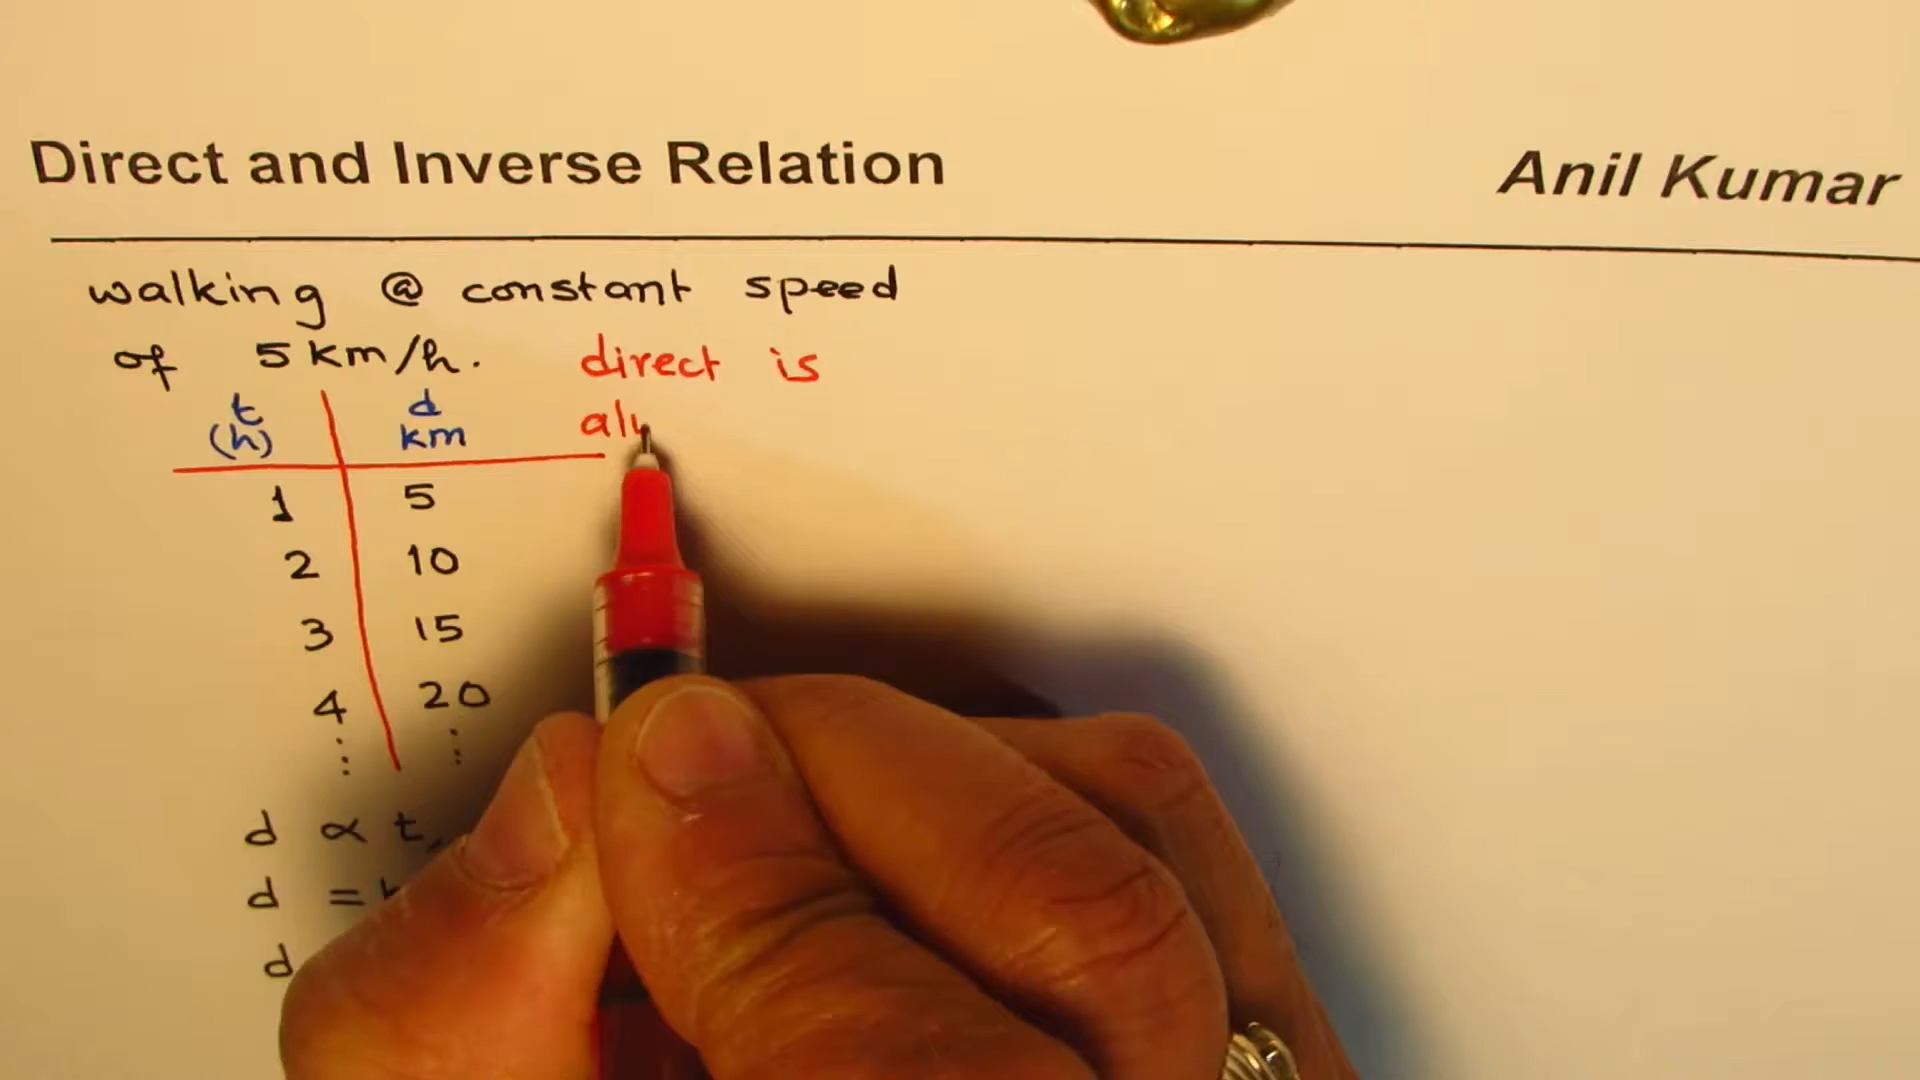 Direct and Inverse Relation
Anil Kumar
walking @ constant speed
of 5 km/h.
direct is
t
(h)
d
km
1 5
2 10
3 15
4 20
⋮ ⋮
d ∝ t
d =
d